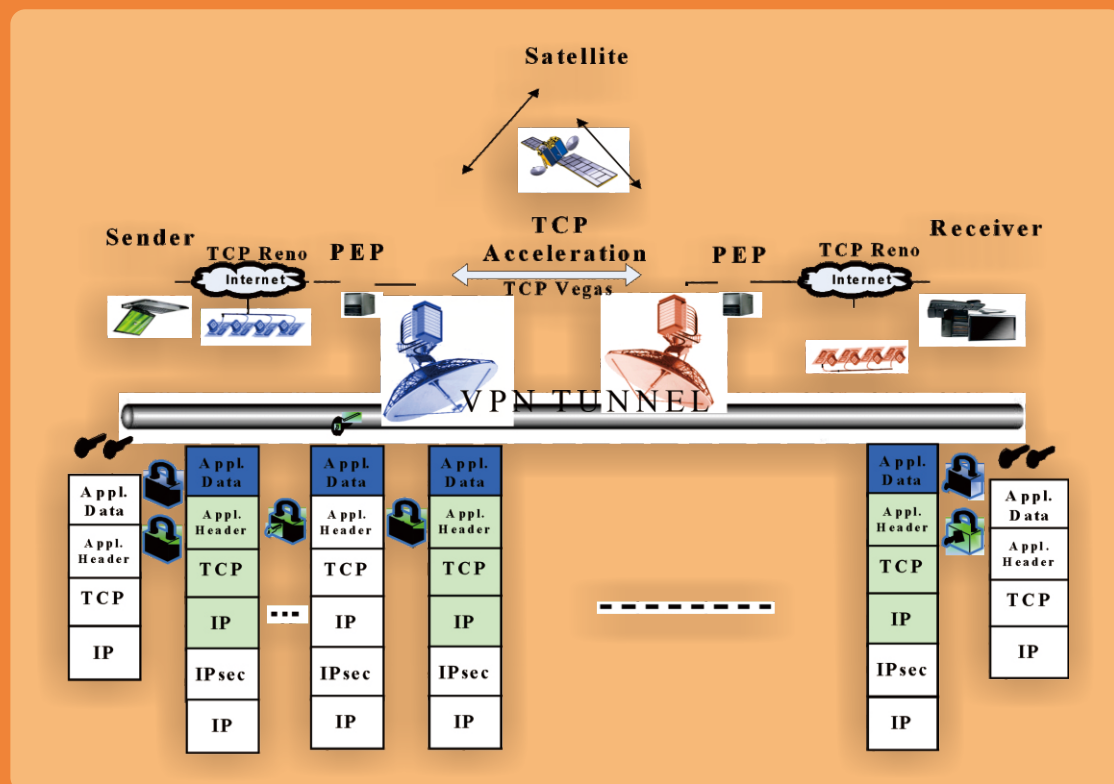 Satellite
TCP
Acceleration
TCP Vegas
Sender
TCP Reno
Internet
PEP
PEP
TCP Reno
Internet
Receiver
VPN TUNNEL
Appl.
Data
Appl.
Header
TCP
IP
Appl.
Data
Appl.
Header
TCP
IP
IPsec
IP
Appl.
Data
Appl.
Header
TCP
IP
IPsec
IP
Appl.
Data
Appl.
Header
TCP
IP
IPsec
IP
Appl.
Data
Appl.
Header
TCP
IP
IPsec
IP
Appl.
Data
Appl.
Header
TCP
IP